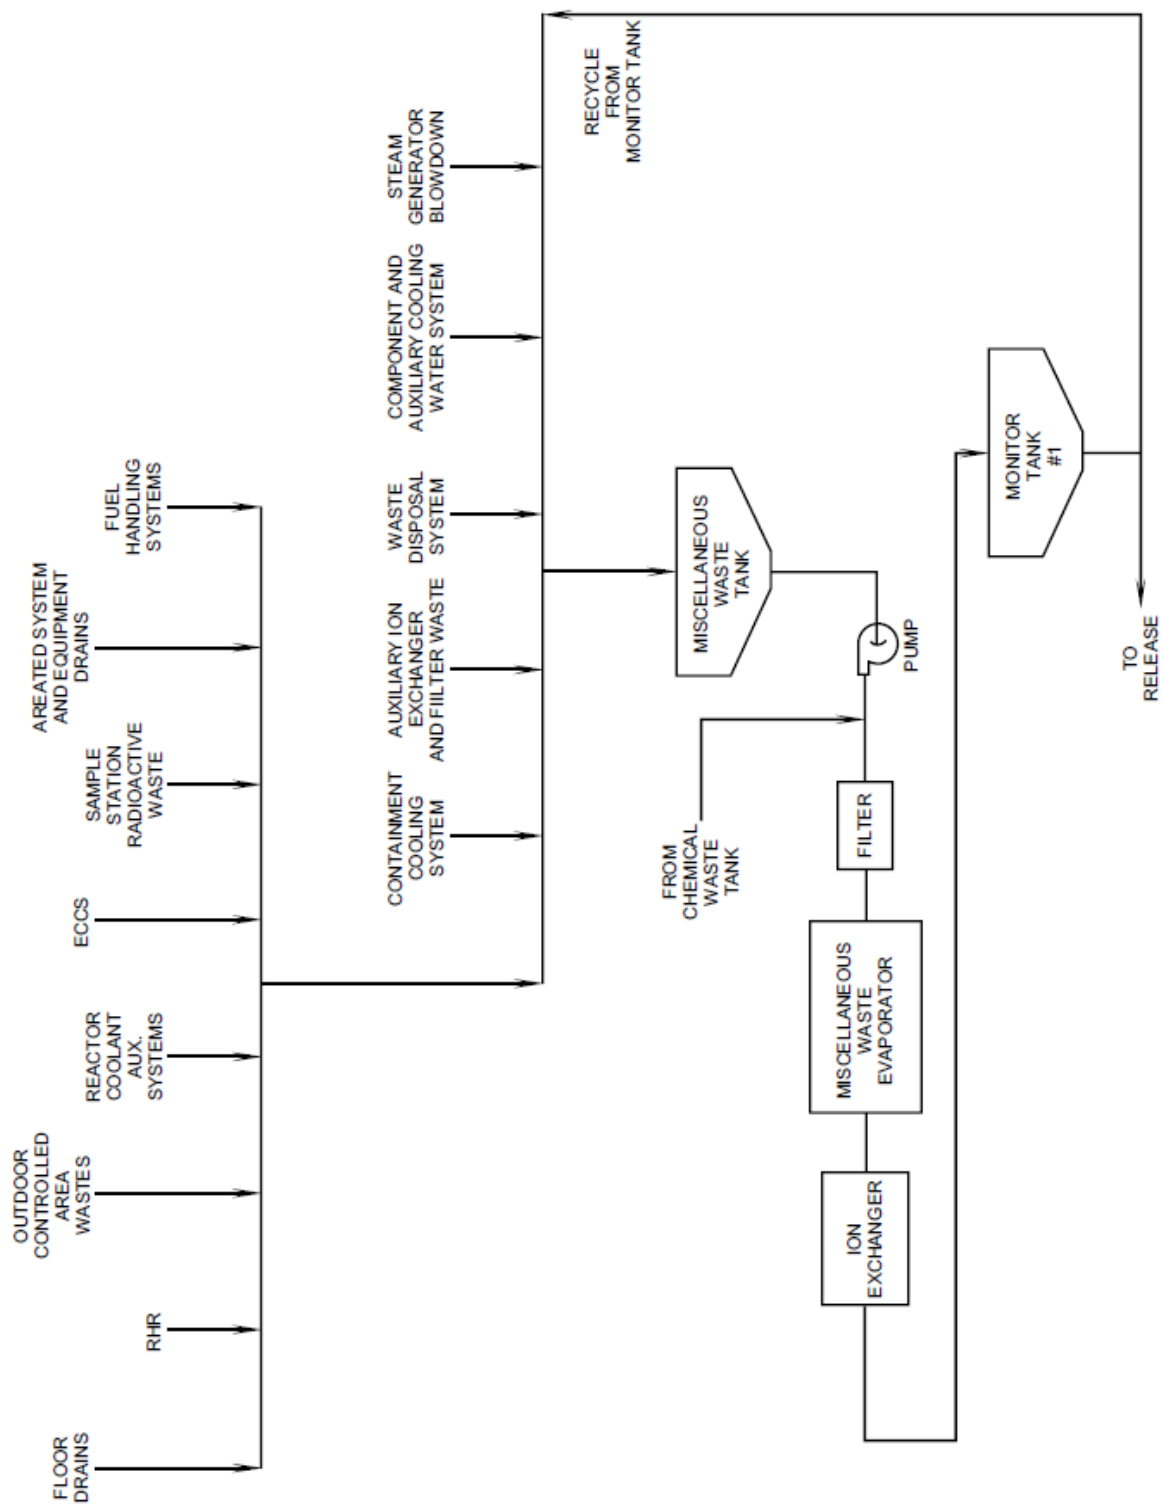 FLOOR
DRAINS
RHR
OUTDOOR
CONTROLLED
AREA
WASTES
REACTOR
COOLANT
AUX.
SYSTEMS
ECCS
SAMPLE
STATION
RADIOACTIVE
WASTE
AREATED SYSTEM
AND EQUIPMENT
DRAINS
FUEL
HANDLING
SYSTEMS
CONTAINMENT
COOLING
SYSTEM
AUXILIARY ION
EXCHANGER
AND FIILTER WASTE
WASTE
DISPOSAL
SYSTEM
COMPONENT AND
AUXILIARY COOLING
WATER SYSTEM
STEAM
GENERATOR
BLOWDOWN
RECYCLE
FROM
MONITOR TANK
MISCELLANEOUS
WASTE
TANK
FROM
CHEMICAL
WASTE
TANK
PUMP
FILTER
MISCELLANEOUS
WASTE
EVAPORATOR
ION
EXCHANGER
MONITOR
TANK
#1
TO
RELEASE